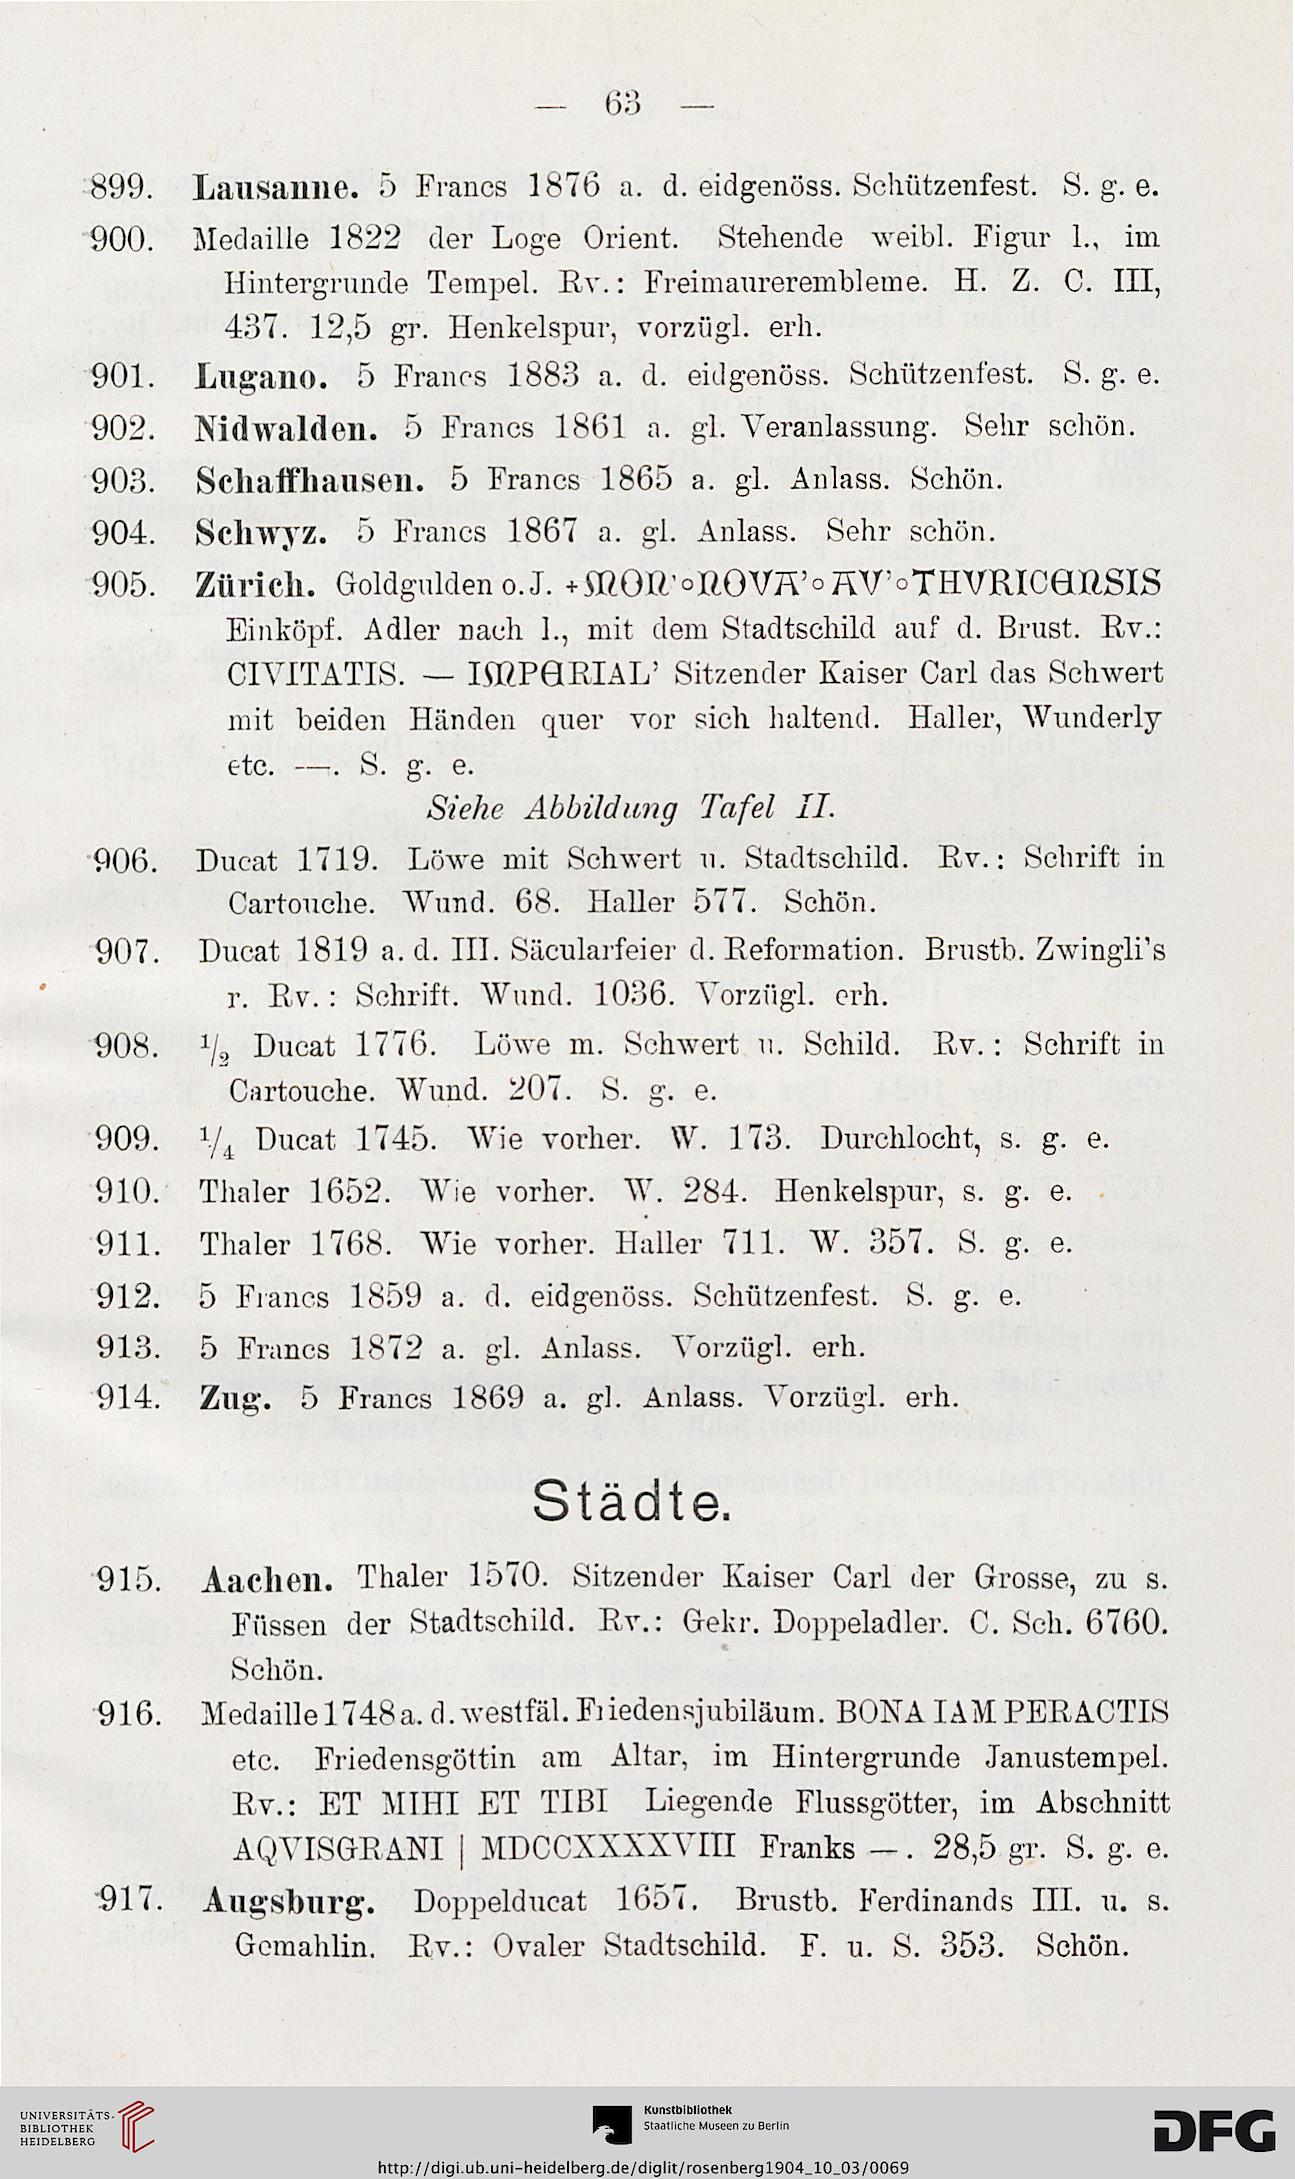 — 63 —
899. Lausanne. 5 Francs 1876 a. d. eidgenöss. Schützenfest. S. g. e.
900. Medaille 1822 der Loge Orient. Stehende weibl. Figur l., im
Hintergrunde Tempel. Rv.: Freimaurerembleme. H. Z. C. III,
437. 12,5 gr. Henkelspur, vorzügl. erh.
901. Lugano. 5 Francs 1883 a. d. eidgenöss. Schützenfest. S. g. e.
902. Nidwalden. 5 Francs 1861 a. gl. Veranlassung. Sehr schön.
903. Schaffhausen. 5 Francs 1865 a. gl. Anlass. Schön.
904. Schwyz. 5 Francs 1867 a. gl. Anlass. Sehr schön.
905. Zürich. Goldgulden o. J. +MON'oNOVA'oAV'oTHVRICENSIS
Einköpf. Adler nach l., mit dem Stadtschild auf d. Brust. Rv.:
CIVITATIS. — IMPERIAL' Sitzender Kaiser Carl das Schwert
mit beiden Händen quer vor sich haltend. Haller, Wunderly
etc. —. S. g. e.
Siehe Abbildung Tafel II.
906. Ducat 1719. Löwe mit Schwert u. Stadtschild. Rv.: Schrift in
Cartouche. Wund. 68. Haller 577. Schön.
907. Ducat 1819 a. d. III. Säcularfeier d. Reformation. Brustb. Zwingli's
r. Rv.: Schrift. Wund. 1036. Vorzügl. erh.
908. 1/2 Ducat 1776. Löwe m. Schwert u. Schild. Rv.: Schrift in
Cartouche. Wund. 207. S. g. e.
909. 1/4 Ducat 1745. Wie vorher. W. 173. Durchlocht, s. g. e.
910. Thaler 1652. Wie vorher. W. 284. Henkelspur, s. g. e.
911. Thaler 1768. Wie vorher. Haller 711. W. 357. S. g. e.
912. 5 Francs 1859 a. d. eidgenöss. Schützenfest. S. g. e.
913. 5 Francs 1872 a. gl. Anlass. Vorzügl. erh.
914. Zug. 5 Francs 1869 a. gl. Anlass. Vorzügl. erh.
Städte.
915. Aachen. Thaler 1570. Sitzender Kaiser Carl der Grosse, zu s.
Füssen der Stadtschild. Rv.: Gekr. Doppeladler. C. Sch. 6760.
Schön.
916. Medaille 1748 a. d. westfäl. Friedensjubiläum. BONA IAM PERACTIS
etc. Friedensgöttin am Altar, im Hintergrunde Janustempel.
Rv.: ET MIHI ET TIBI Liegende Flussgötter, im Abschnitt
AQVISGRANI | MDCCXXXXVIII Franks —. 28,5 gr. S. g. e.
917. Augsburg. Doppelducat 1657. Brustb. Ferdinands III. u. s.
Gemahlin. Rv.: Ovaler Stadtschild. F. u. S. 353. Schön.
UNIVERSITÄTS-
BIBLIOTHEK
HEIDELBERG
Kunstbibliothek
Staatliche Museen zu Berlin
DFG
http://digi.ub.uni-heidelberg.de/diglit/rosenberg1904_10_03/0069